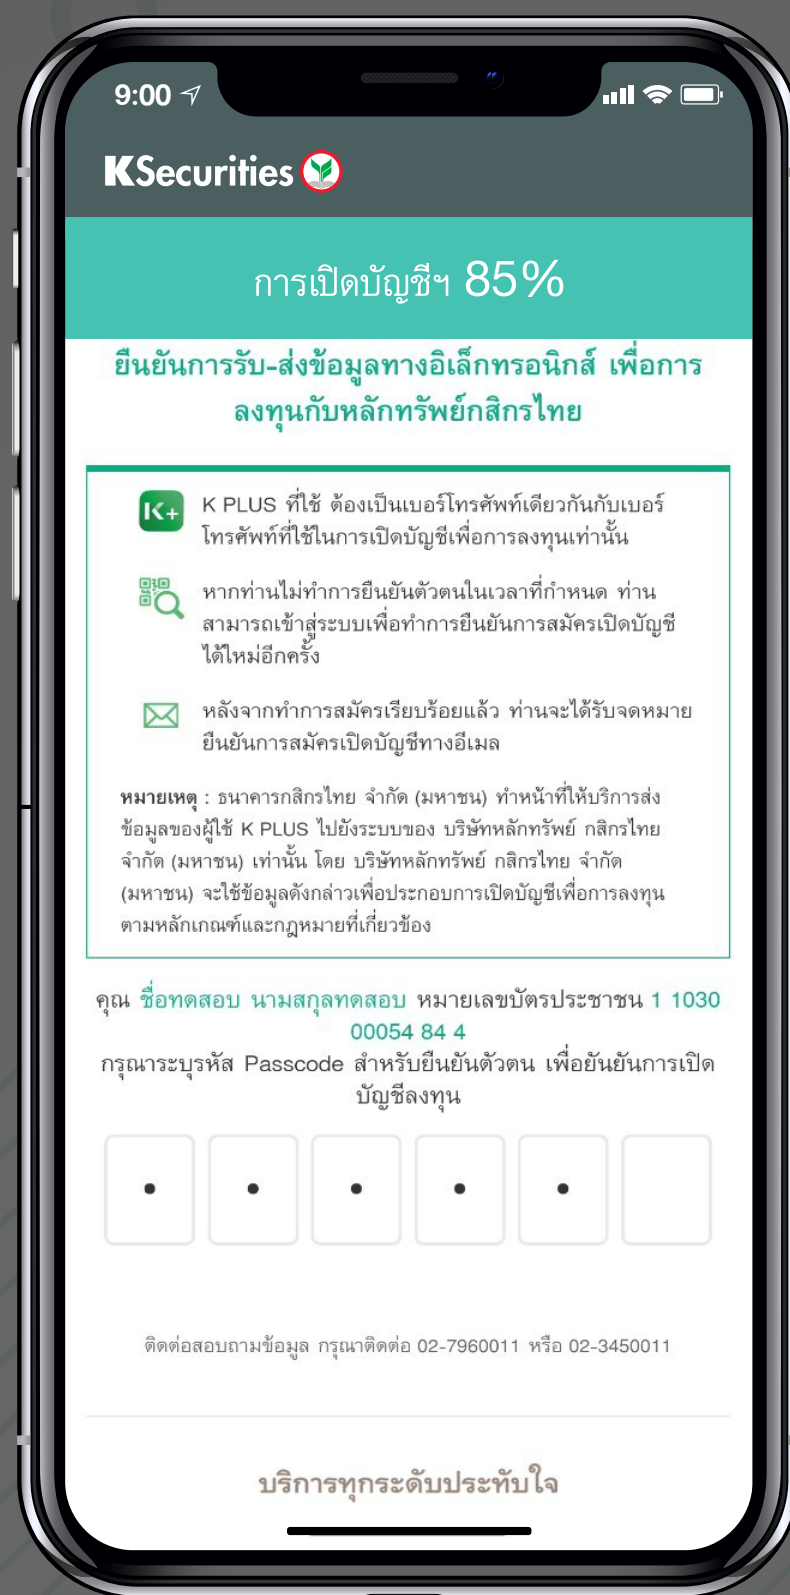 9:00
KSecurities
การเปิดบัญชีฯ 85%
ยืนยันการรับ-ส่งข้อมูลทางอิเล็กทรอนิกส์ เพื่อการ
ลงทุนกับหลักทรัพย์กสิกรไทย
K+
K PLUS ที่ใช้ ต้องเป็นเบอร์โทรศัพท์เดียวกันกับเบอร์
โทรศัพท์ที่ใช้ในการเปิดบัญชีเพื่อการลงทุนเท่านั้น
หากท่านไม่ทำการยืนยันตัวตนในเวลาที่กำหนด ท่าน
สามารถเข้าสู่ระบบเพื่อทำการยืนยันการสมัครเปิดบัญชี
ได้ใหม่อีกครั้ง
หลังจากทำการสมัครเรียบร้อยแล้ว ท่านจะได้รับจดหมาย
ยืนยันการสมัครเปิดบัญชีทางอีเมล
หมายเหตุ : ธนาคารกสิกรไทย จำกัด (มหาชน) ทำหน้าที่ให้บริการส่ง
ข้อมูลของผู้ใช้ K PLUS ไปยังระบบของ บริษัทหลักทรัพย์ กสิกรไทย
จำกัด (มหาชน) เท่านั้น โดย บริษัทหลักทรัพย์ กสิกรไทย จำกัด
(มหาชน) จะใช้ข้อมูลดังกล่าวเพื่อประกอบการเปิดบัญชีเพื่อการลงทุน
ตามหลักเกณฑ์และกฎหมายที่เกี่ยวข้อง
คุณ ชื่อทดสอบ นามสกุลทดสอบ หมายเลขบัตรประชาชน 1 1030
00054 84 4
กรุณาระบุรหัส Passcode สำหรับยืนยันตัวตน เพื่อยันยันการเปิด
บัญชีลงทุน
ติดต่อสอบถามข้อมูล กรุณาติดต่อ 02-7960011 หรือ 02-3450011
บริการทุกระดับประทับใจ